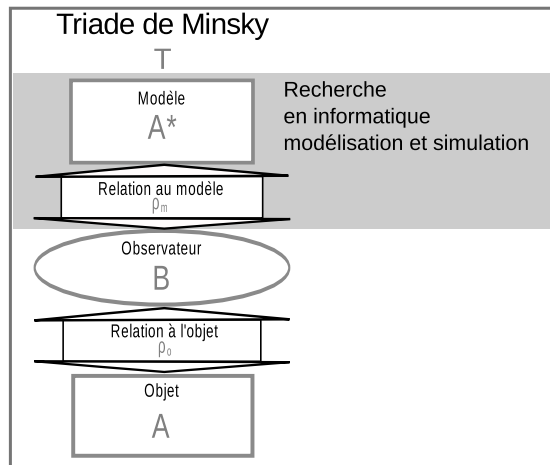 Triade de Minsky
T
Modèle
A*
Recherche
en informatique
modélisation et simulation
Relation au modèle
ρm
Observateur
B
Relation à l'objet
ρo
Objet
A